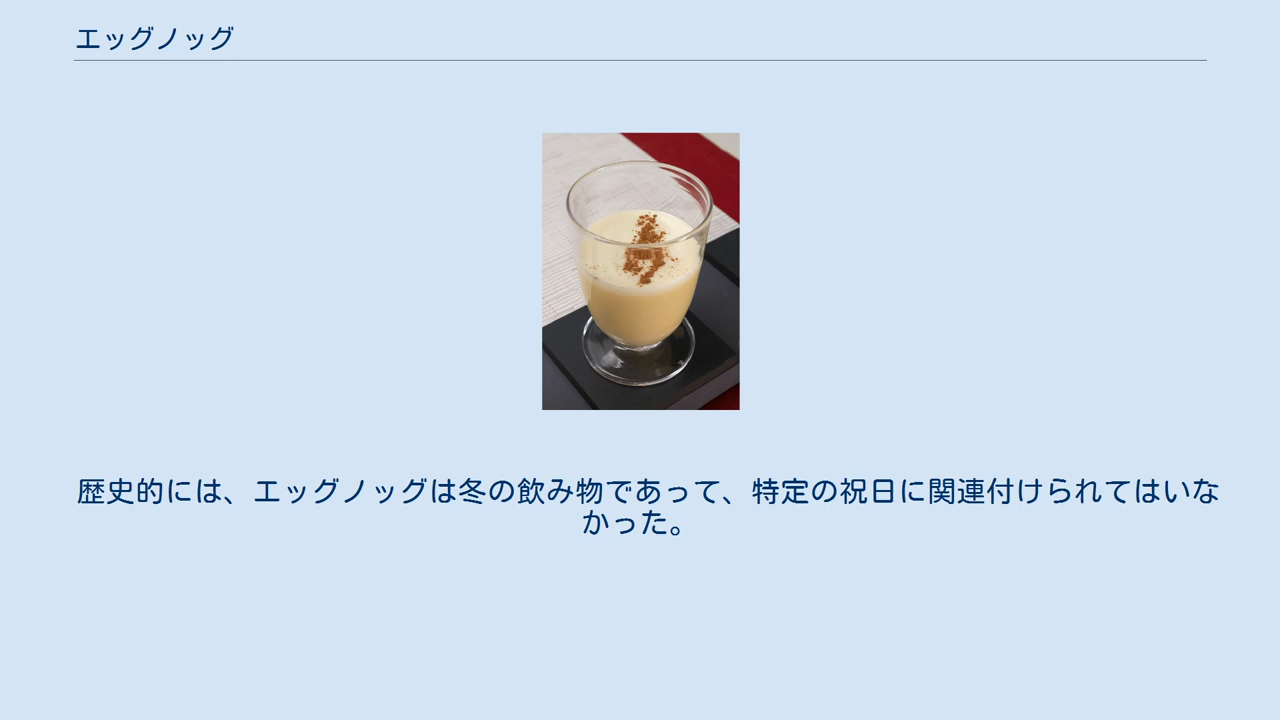 エッグノッグ
歴史的には、エッグノッグは冬の飲み物であって、特定の祝日に関連付けられてはいな
かった。